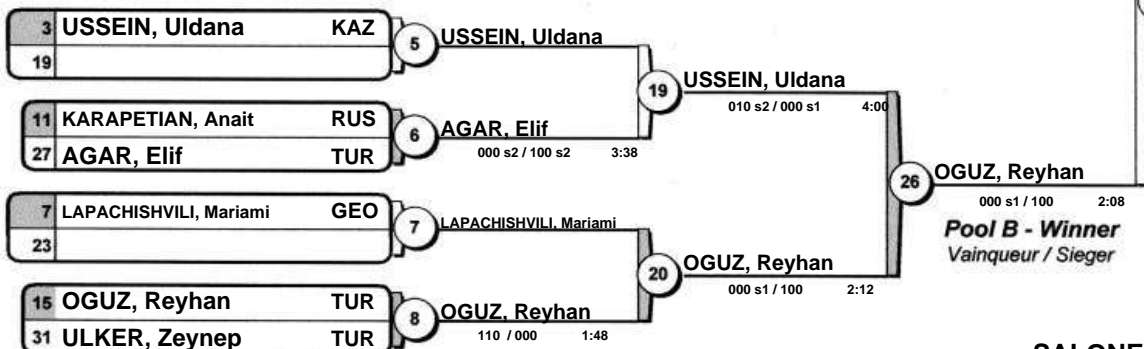 3 USSEIN, Uldana KAZ
19
5 USSEIN, Uldana
11 KARAPETIAN, Anait RUS
27 AGAR, Elif TUR
6 AGAR, Elif
000 s2 / 100 s2 3:38
19 USSEIN, Uldana
010 s2 / 000 s1 4:00
7 LAPACHISHVILI, Mariami GEO
23
7 LAPACHISHVILI, Mariami
15 OGUZ, Reyhan TUR
31 ULKER, Zeynep TUR
8 OGUZ, Reyhan
110 / 000 1:48
20 OGUZ, Reyhan
000 s1 / 100 2:12
26 OGUZ, Reyhan
000 s1 / 100 2:08
Pool B - Winner
Vainqueur / Sieger